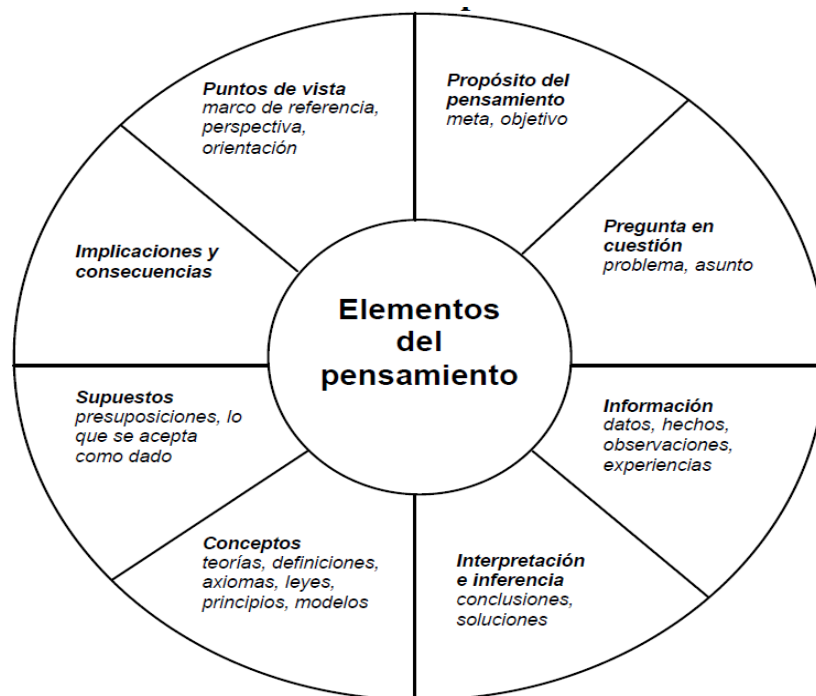 Puntos de vista
marco de referencia,
perspectiva,
orientación
Propósito del
pensamiento
meta, objetivo
Pregunta en
cuestión
problema, asunto
Información
datos, hechos,
observaciones,
experiencias
Interpretación
e inferencia
conclusiones,
soluciones
Conceptos
teorías, definiciones,
axiomas, leyes,
principios, modelos
Supuestos
presuposiciones, lo
que se acepta
como dado
Implicaciones y
consecuencias
Elementos
del
pensamiento